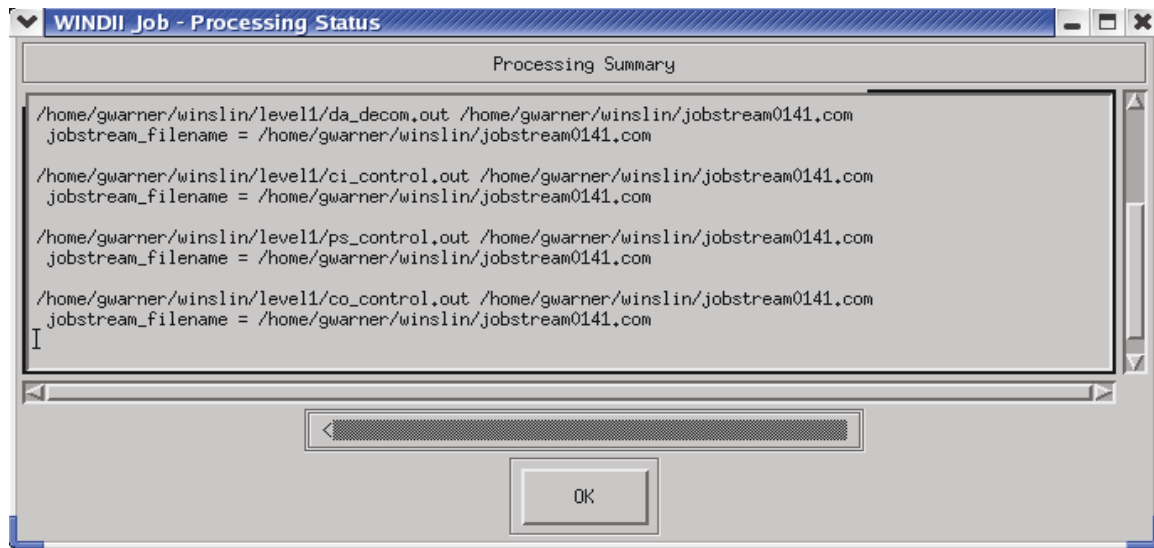 WINDII Job - Processing Status
Processing Summary
/home/gwarner/winslin/level1/da_decom.out /home/gwarner/winslin/jobstream0141.com
jobstream_filename = /home/gwarner/winslin/jobstream0141.com
/home/gwarner/winslin/level1/ci_control.out /home/gwarner/winslin/jobstream0141.com
jobstream_filename = /home/gwarner/winslin/jobstream0141.com
/home/gwarner/winslin/level1/ps_control.out /home/gwarner/winslin/jobstream0141.com
jobstream_filename = /home/gwarner/winslin/jobstream0141.com
/home/gwarner/winslin/level1/co_control.out /home/gwarner/winslin/jobstream0141.com
jobstream_filename = /home/gwarner/winslin/jobstream0141.com
OK